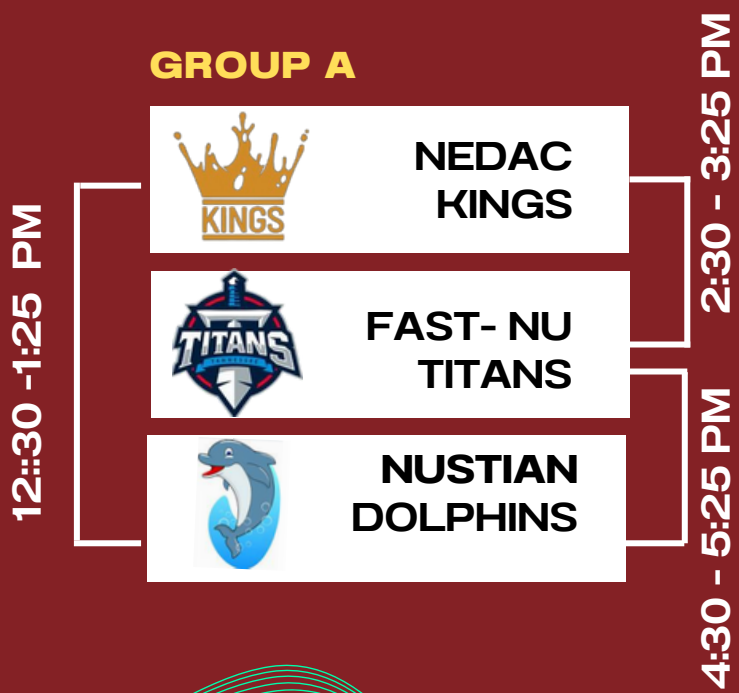 GROUP A
KINGS
NEDAC
KINGS
TITANS
FAST- NU
TITANS
NUSTIAN
DOLPHINS
12::30 -1:25 PM
2:30 - 3:25 PM
4:30 - 5:25 PM